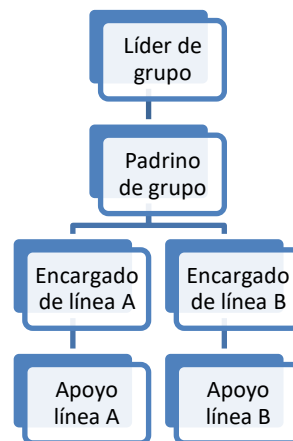 Líder de
grupo
Padrino
de grupo
Encargado
de línea A
Encargado
de línea B
Apoyo
línea A
Apoyo
línea B